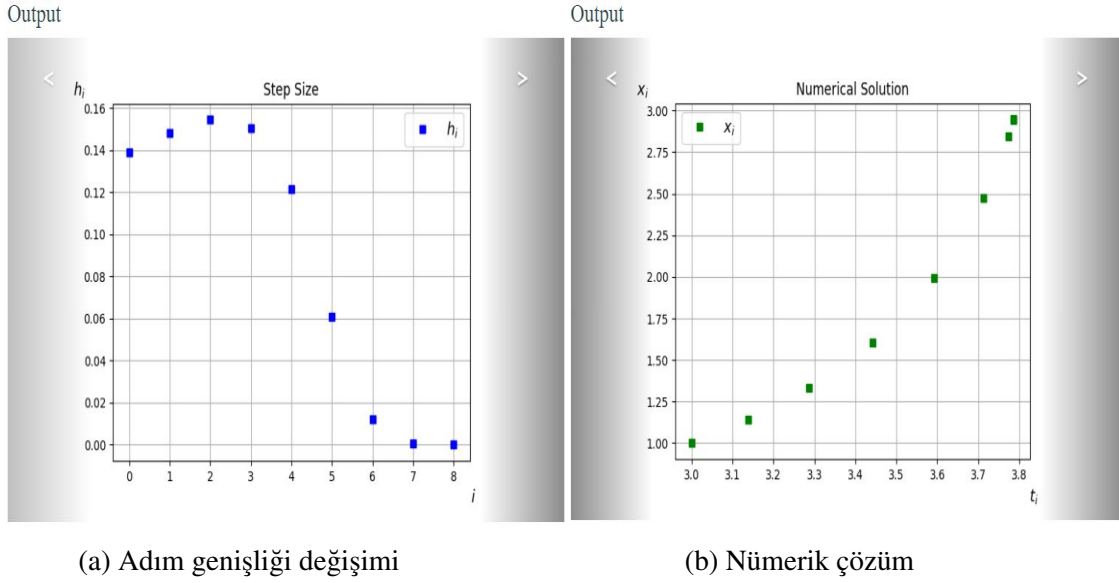 Output
Output
<
>
<
>
h_i
Step Size
0.16
0.14
0.12
0.10
0.08
0.06
0.04
0.02
0.00
h_i
0 1 2 3 4 5 6 7 8
i
x_i
Numerical Solution
3.00
2.75
2.50
2.25
2.00
1.75
1.50
1.25
1.00
x_i
3.0 3.1 3.2 3.3 3.4 3.5 3.6 3.7 3.8
t_i
(a) Adım genişliği değişimi
(b) Nümerik çözüm